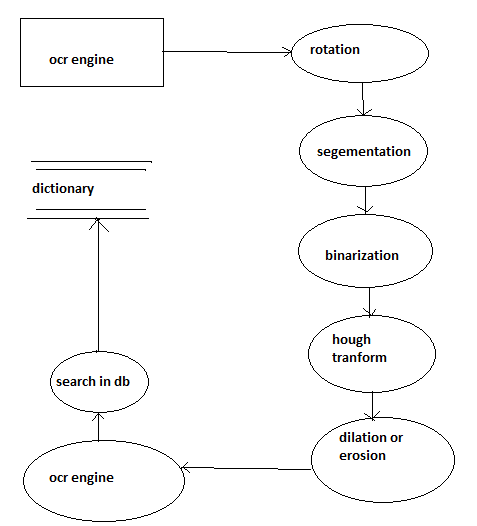 ocr engine
rotation
segementation
binarization
hough
tranform
dilation or
erosion
ocr engine
search in db
dictionary